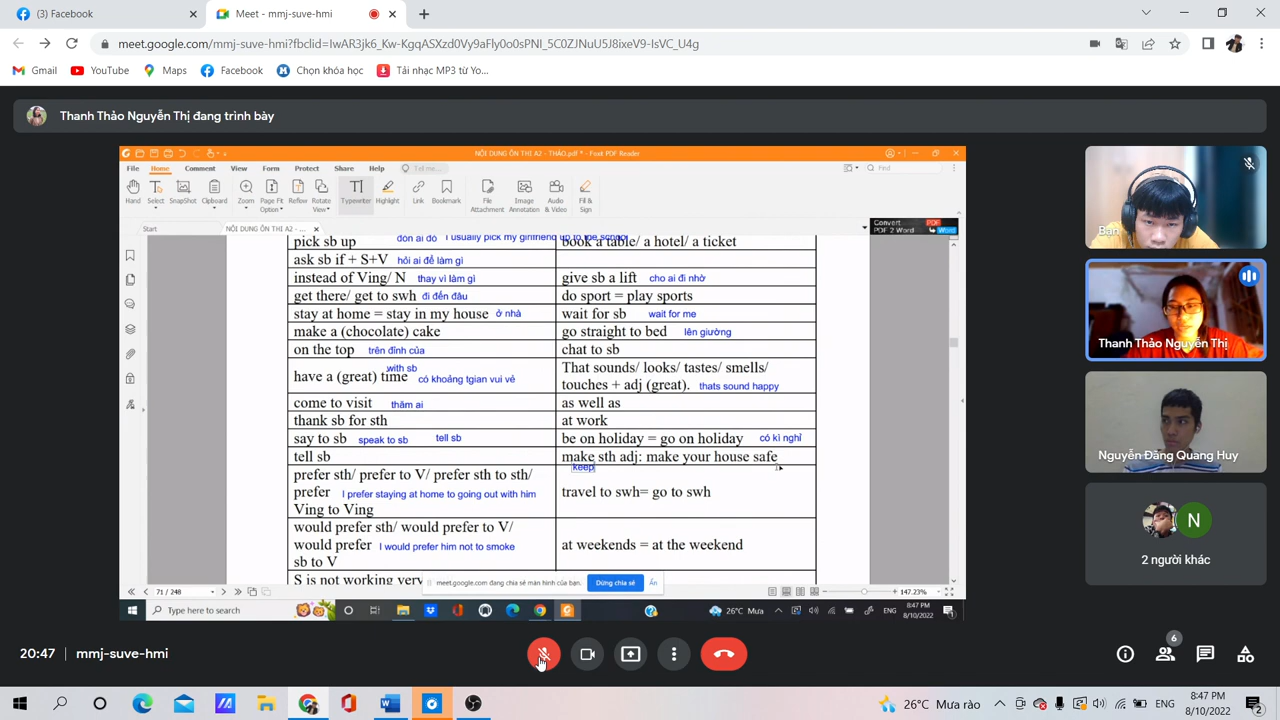 (3) Facebook
Meet - mmj-suve-hmi
meet.google.com/mmj-suve-hmi?fbclid=IwAR3jk6_Kw-KgqASXzd0Vy9aFly0o0sPNI_5C0ZJNuU5J8ixeV9-IsVC_U4g
Gmail YouTube Maps Facebook Chọn khóa học Tải nhạc MP3 từ Yo...
Thanh Thảo Nguyễn Thị đang trình bày
NỘI DUNG ÔN THI A2 - THẢO.pdf * - Foxit PDF Reader
File Home Comment View Form Protect Share Help Tell me... Find
Hand Select SnapShot Clipboard Zoom Page Fit Option Reflow Rotate View Typewriter Highlight Link Bookmark File Attachment Image Annotation Audio & Video Fill & Sign
Start NỘI DUNG ÔN THI A2 - ...
Convert PDF
PDF 2 Word Word
pick sb up đón ai đó I usually pick my girlfriend up to the school book a table/ a hotel/ a ticket
ask sb if + S+V hỏi ai để làm gì
instead of Ving/ N thay vì làm gì give sb a lift cho ai đi nhờ
get there/ get to swh đi đến đâu do sport = play sports
stay at home = stay in my house ở nhà wait for sb wait for me
make a (chocolate) cake go straight to bed lên giường
on the top trên đỉnh của chat to sb
with sb
have a (great) time có khoảng tgian vui vẻ That sounds/ looks/ tastes/ smells/
touches + adj (great). thats sound happy
come to visit thăm ai as well as
thank sb for sth at work
say to sb speak to sb tell sb be on holiday = go on holiday có kì nghỉ
tell sb make sth adj: make your house safe
keep
prefer sth/ prefer to V/ prefer sth to sth/
prefer I prefer staying at home to going out with him travel to swh= go to swh
Ving to Ving
would prefer sth/ would prefer to V/
would prefer I would prefer him not to smoke at weekends = at the weekend
sb to V
S is not working very
meet.google.com đang chia sẻ màn hình của bạn. Dừng chia sẻ Ẩn
71 / 248 147.23%
Type here to search 26°C Mưa ENG 8:47 PM
8/10/2022
Bạn
Thanh Thảo Nguyễn Thị
Nguyễn Đăng Quang Huy
N
2 người khác
20:47 mmj-suve-hmi
6
26°C Mưa rào ENG 8:47 PM
8/10/2022
2